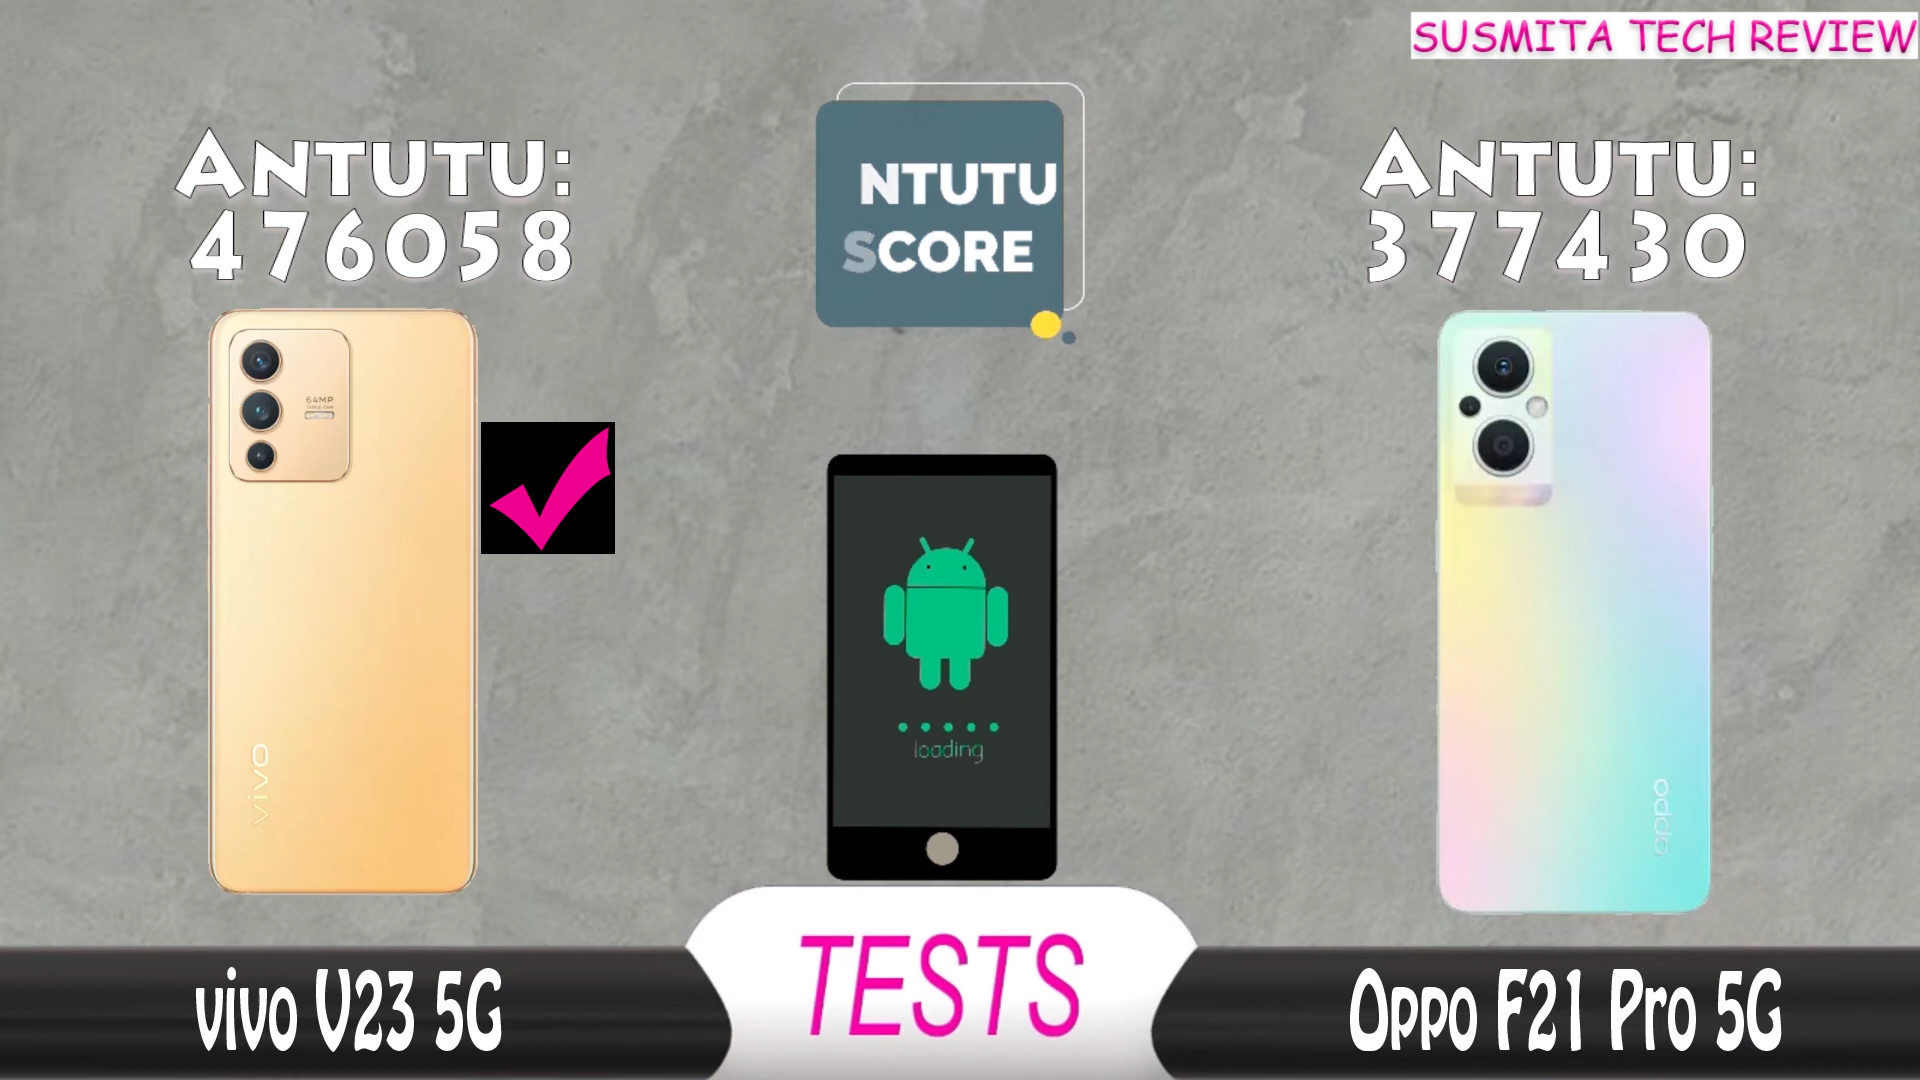 SUSMITA TECH REVIEW
ANTUTU:
476058
NTUTU
SCORE
ANTUTU:
377430
64MP
vivo
loading
oppo
TESTS
vivo V23 5G
Oppo F21 Pro 5G